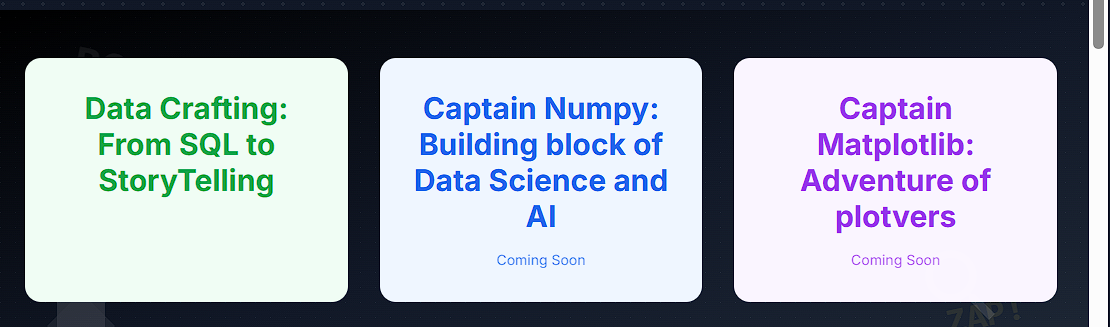 Data Crafting:
From SQL to
StoryTelling
Captain Numpy:
Building block of
Data Science and
AI
Coming Soon
Captain
Matplotlib:
Adventure of
plotvers
Coming Soon
ZAP!